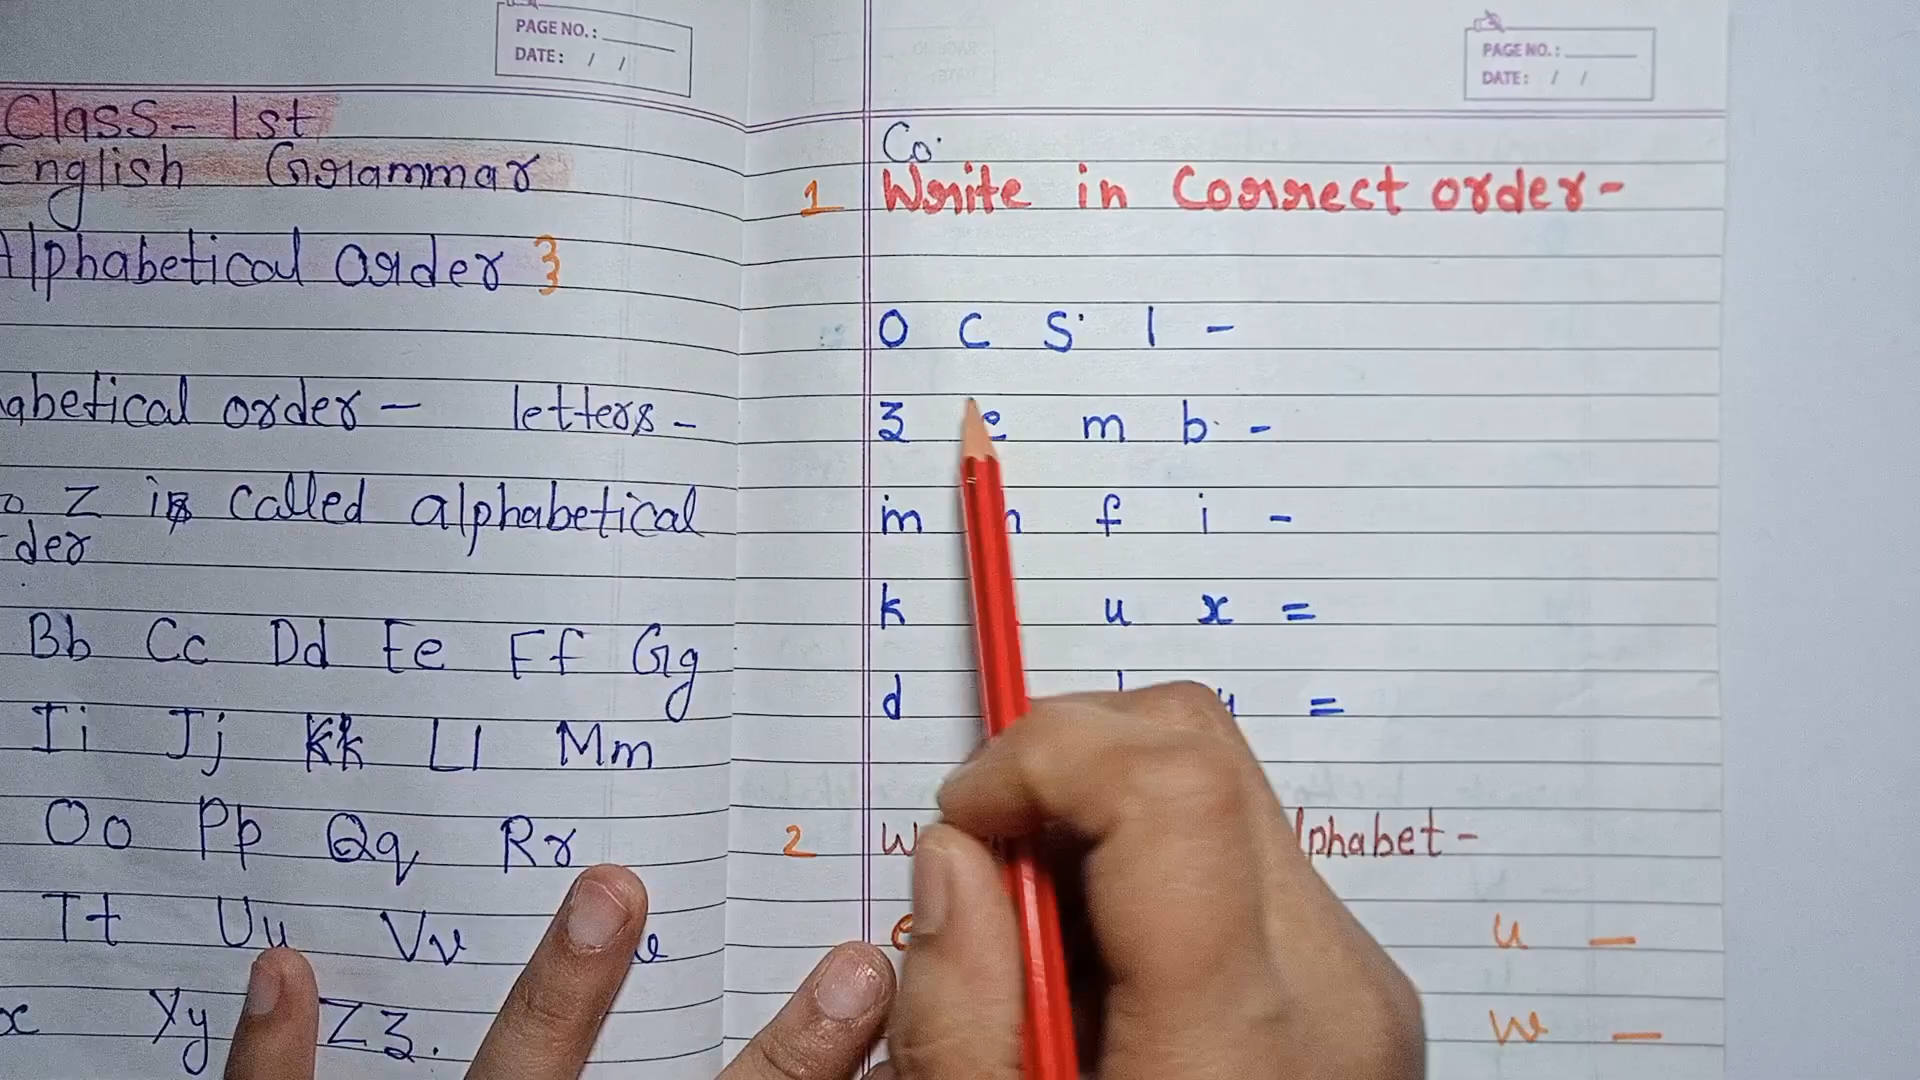 PAGE NO.:
DATE: / /
Class - 1st
English Grammar
Alphabetical Order 3
abetical order - letters -
o Z is called alphabetical
der
Bb Cc Dd Ee Ff Gg
Ii Jj Kk Ll Mm
Oo Pp Qq Rr
Tt Uu Vv
x Yy Zz.
PAGE NO.:
DATE: / /
Co.
1 Write in Correct order -
o c s l -
z e m b -
m n f i -
k u x =
d =
2 W lphabet -
e u -
w -